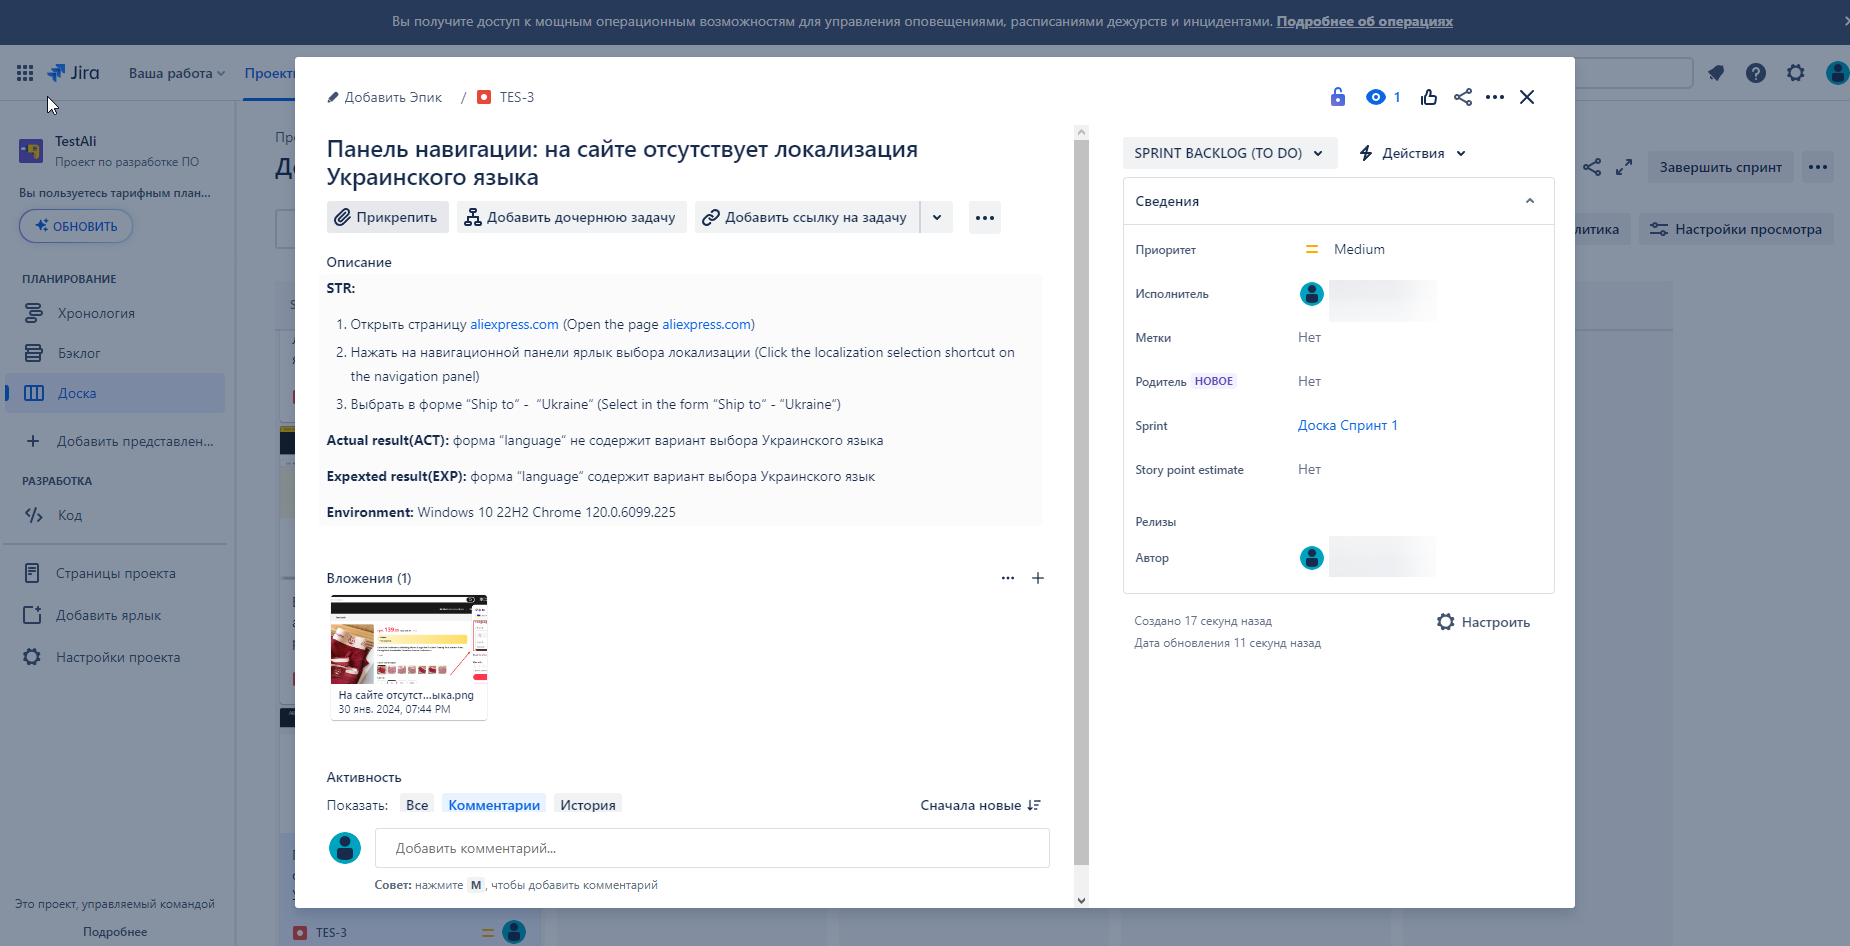 Вы получите доступ к мощным операционным возможностям для управления оповещениями, расписаниями дежурств и инцидентами. Подробнее об операциях
Jira
Ваша работа
Проекты
TestAli
Проект по разработке ПО
Вы пользуетесь тарифным план...
ОБНОВИТЬ
ПЛАНИРОВАНИЕ
Хронология
Бэклог
Доска
Добавить представлен...
РАЗРАБОТКА
Код
Страницы проекта
Добавить ярлык
Настройки проекта
Это проект, управляемый командой
Подробнее
Завершить спринт
Настройки просмотра
TES-3
Добавить Эпик / TES-3
1
Панель навигации: на сайте отсутствует локализация
Украинского языка
Прикрепить
Добавить дочернюю задачу
Добавить ссылку на задачу
Описание
STR:
1. Открыть страницу aliexpress.com (Open the page aliexpress.com)
2. Нажать на навигационной панели ярлык выбора локализации (Click the localization selection shortcut on
the navigation panel)
3. Выбрать в форме “Ship to“ - “Ukraine“ (Select in the form “Ship to“ - “Ukraine“)
Actual result(ACT): форма “language“ не содержит вариант выбора Украинского языка
Expexted result(EXP): форма “language“ содержит вариант выбора Украинского язык
Environment: Windows 10 22H2 Chrome 120.0.6099.225
Вложения (1)
На сайте отсутст...ыка.png
30 янв. 2024, 07:44 PM
Активность
Показать: Все Комментарии История
Сначала новые
Добавить комментарий...
Совет: нажмите M, чтобы добавить комментарий
SPRINT BACKLOG (TO DO)
Действия
Сведения
Приоритет Medium
Исполнитель
Метки Нет
Родитель НОВОЕ Нет
Sprint Доска Спринт 1
Story point estimate Нет
Релизы
Автор
Создано 17 секунд назад
Дата обновления 11 секунд назад
Настроить